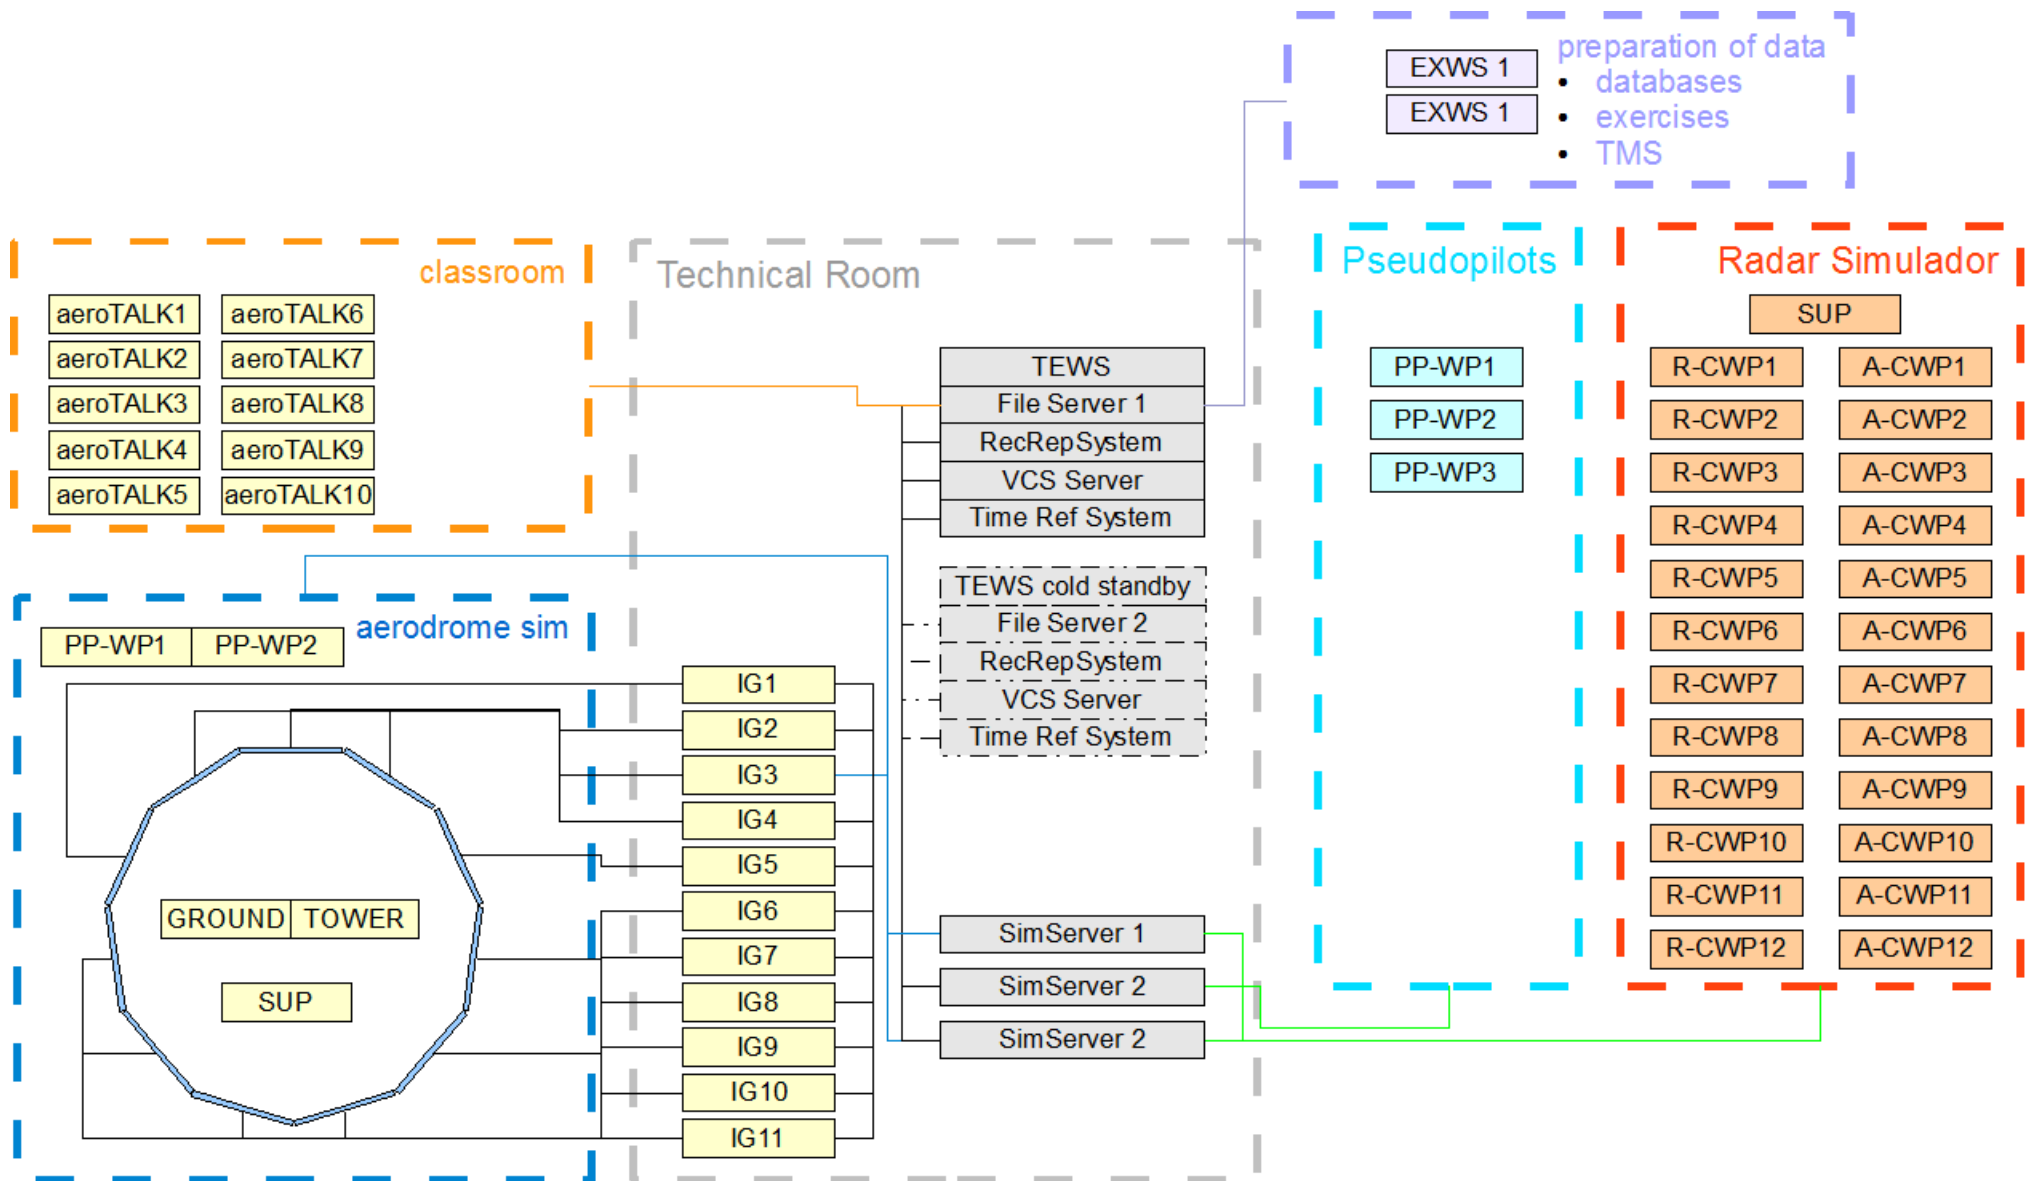 EXWS 1
EXWS 1
preparation of data
• databases
• exercises
• TMS
classroom
aeroTALK1 aeroTALK6
aeroTALK2 aeroTALK7
aeroTALK3 aeroTALK8
aeroTALK4 aeroTALK9
aeroTALK5 aeroTALK10
aerodrome sim
PP-WP1 PP-WP2
GROUND TOWER
SUP
Technical Room
TEWS
File Server 1
RecRepSystem
VCS Server
Time Ref System
TEWS cold standby
File Server 2
RecRepSystem
VCS Server
Time Ref System
IG1
IG2
IG3
IG4
IG5
IG6
IG7
IG8
IG9
IG10
IG11
SimServer 1
SimServer 2
SimServer 2
Pseudopilots
PP-WP1
PP-WP2
PP-WP3
Radar Simulador
SUP
R-CWP1 A-CWP1
R-CWP2 A-CWP2
R-CWP3 A-CWP3
R-CWP4 A-CWP4
R-CWP5 A-CWP5
R-CWP6 A-CWP6
R-CWP7 A-CWP7
R-CWP8 A-CWP8
R-CWP9 A-CWP9
R-CWP10 A-CWP10
R-CWP11 A-CWP11
R-CWP12 A-CWP12